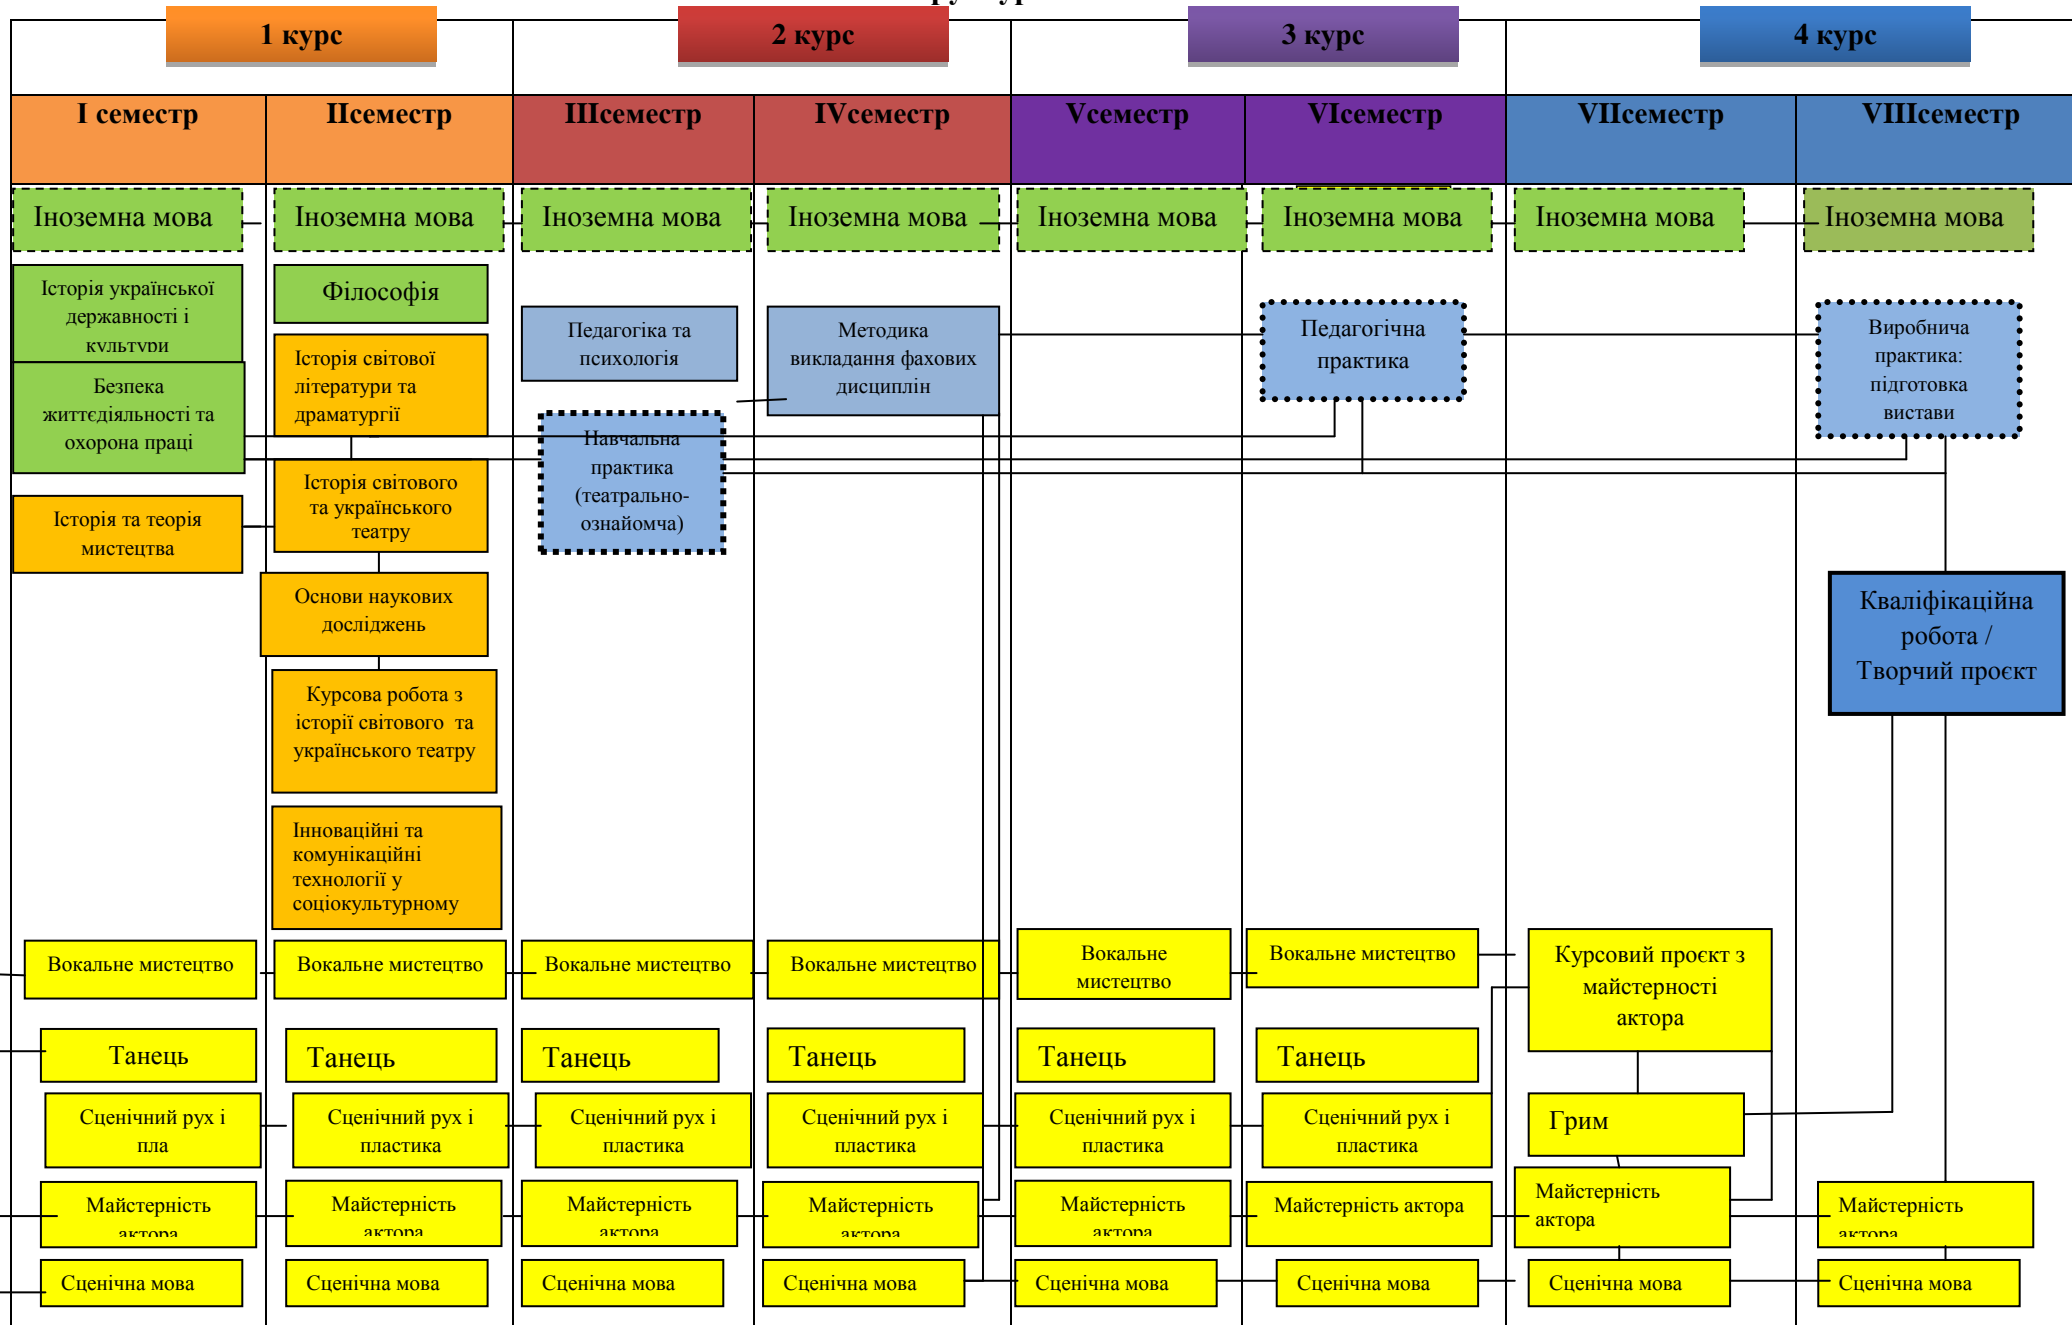 1 курс
2 курс
3 курс
4 курс
I семестр
IIсеместр
IIIсеместр
IVсеместр
Vсеместр
VIсеместр
VIIсеместр
VIIIсеместр
Іноземна мова
Іноземна мова
Іноземна мова
Іноземна мова
Іноземна мова
Іноземна мова
Іноземна мова
Іноземна мова
Історія української
державності і
культури
Безпека
життєдіяльності та
охорона праці
Історія та теорія
мистецтва
Філософія
Історія світової
літератури та
драматургії
Історія світового
та українського
театру
Основи наукових
досліджень
Курсова робота з
історії світового та
українського театру
Інноваційні та
комунікаційні
технології у
соціокультурному
Педагогіка та
психологія
Навчальна
практика
(театрально-
ознайомча)
Методика
викладання фахових
дисциплін
Педагогічна
практика
Виробнича
практика:
підготовка
вистави
Кваліфікаційна
робота /
Творчий проєкт
Вокальне мистецтво
Вокальне мистецтво
Вокальне мистецтво
Вокальне мистецтво
Вокальне
мистецтво
Вокальне мистецтво
Курсовий проєкт з
майстерності
актора
Танець
Танець
Танець
Танець
Танець
Танець
Сценічний рух і
пла
Сценічний рух і
пластика
Сценічний рух і
пластика
Сценічний рух і
пластика
Сценічний рух і
пластика
Сценічний рух і
пластика
Грим
Майстерність
актора
Майстерність
актора
Майстерність
актора
Майстерність
актора
Майстерність
актора
Майстерність актора
Майстерність
актора
Майстерність
актора
Сценічна мова
Сценічна мова
Сценічна мова
Сценічна мова
Сценічна мова
Сценічна мова
Сценічна мова
Сценічна мова